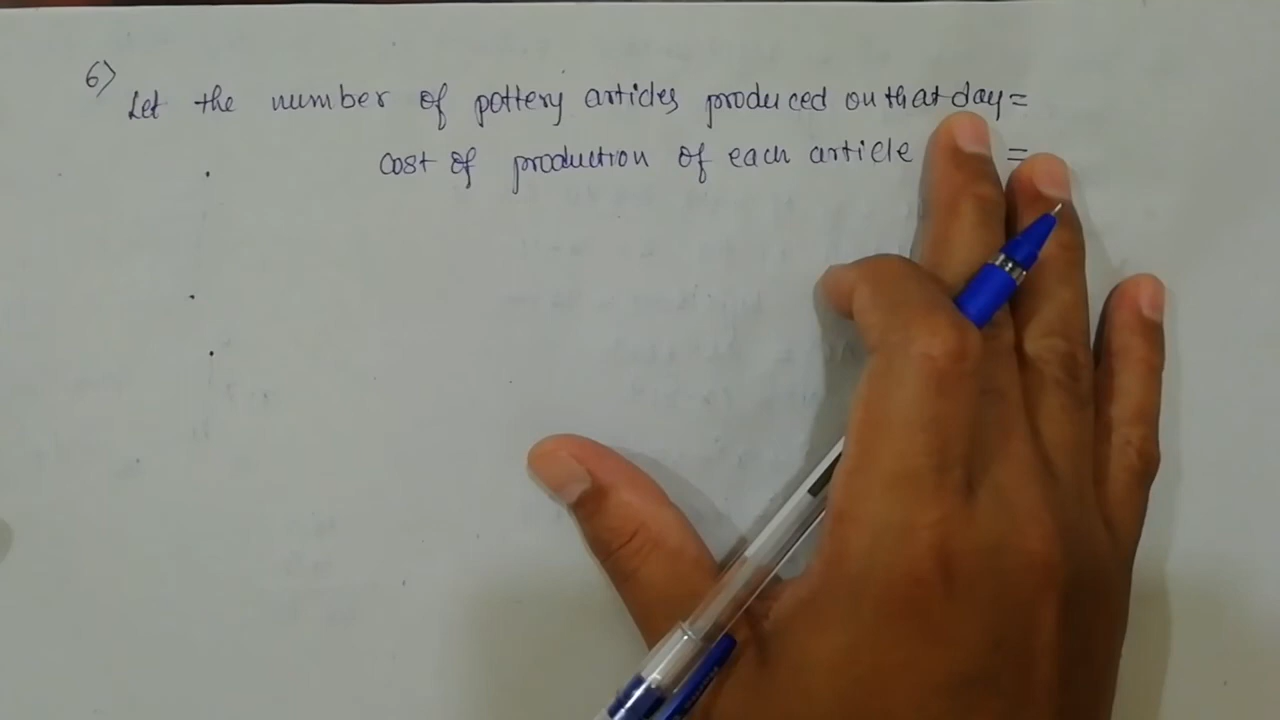 6)
Let the number of pottery articles produced on that day =
cost of production of each article =